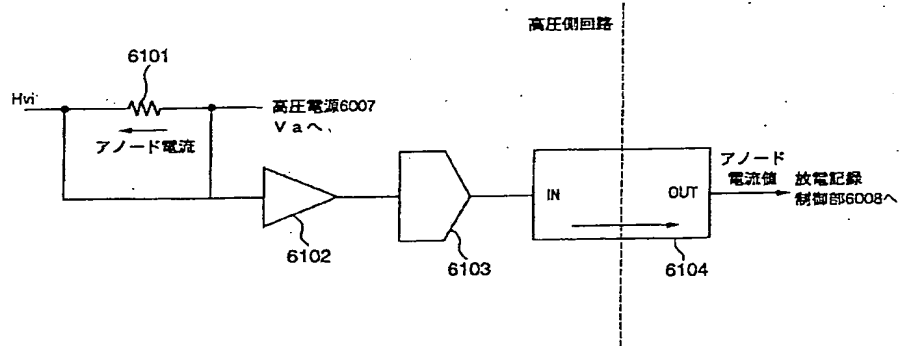 高圧側回路
6101
Hvi
高圧電源6007
Vaへ、
アノード電流
6102
6103
IN
OUT
6104
アノード
電流値
放電記録
制御部6008へ